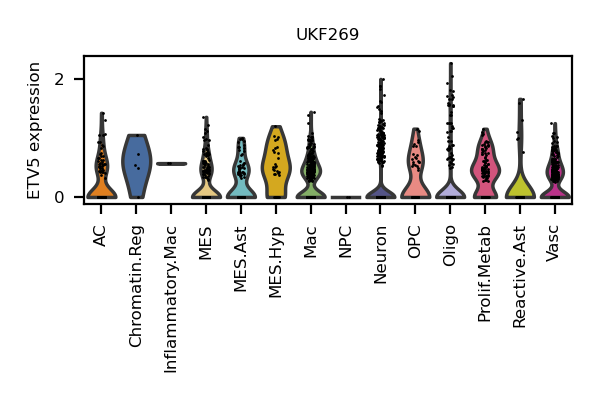 UKF269
ETV5 expression
2
0
AC
Chromatin.Reg
Inflammatory.Mac
MES
MES.Ast
MES.Hyp
Mac
NPC
Neuron
OPC
Oligo
Prolif.Metab
Reactive.Ast
Vasc